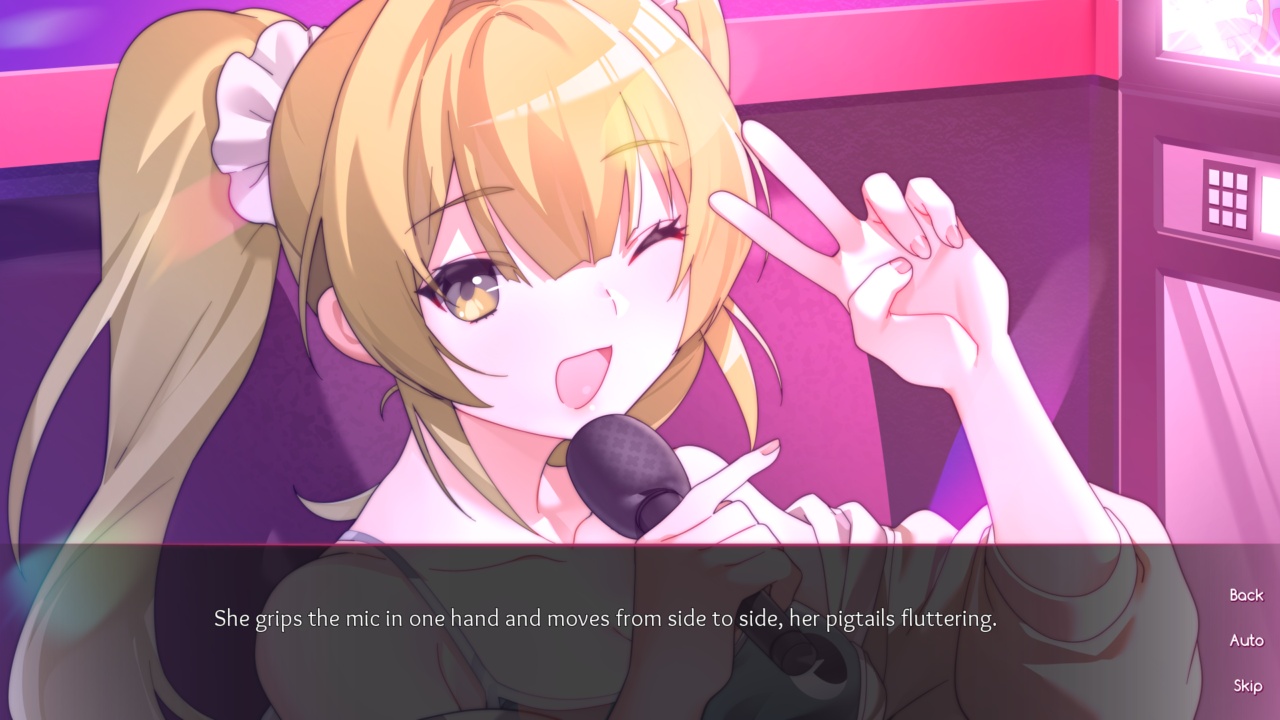 She grips the mic in one hand and moves from side to side, her pigtails fluttering.
Back
Auto
Skip